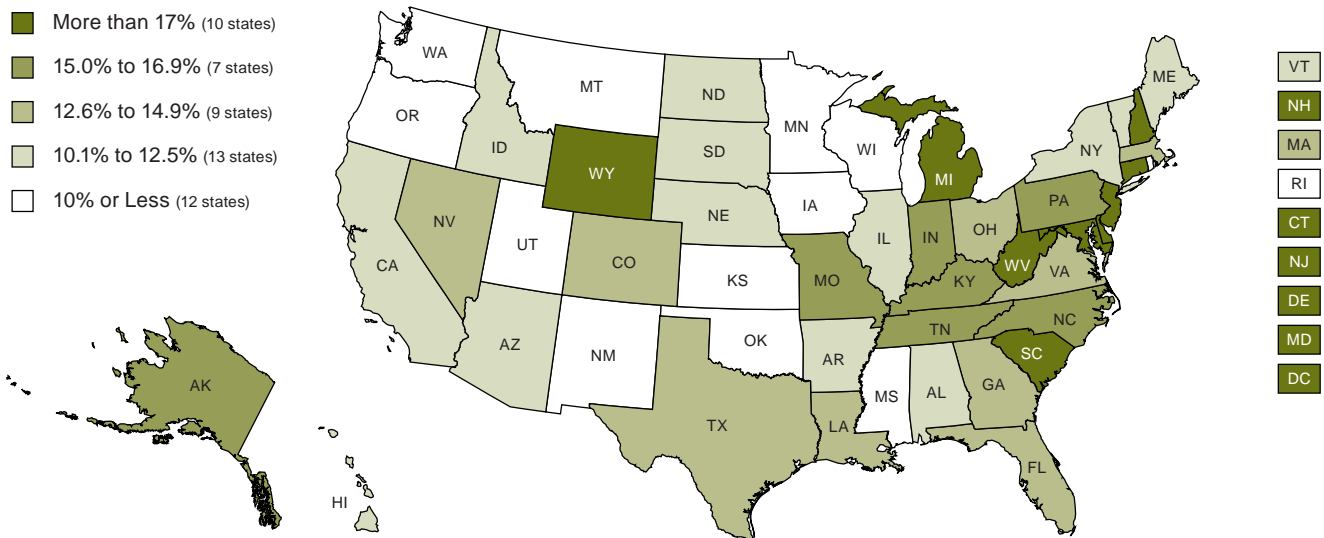 More than 17% (10 states)
15.0% to 16.9% (7 states)
12.6% to 14.9% (9 states)
10.1% to 12.5% (13 states)
10% or Less (12 states)
WA
MT
ND
MN
OR
ID
WY
SD
WI
MI
NY
ME
NV
UT
CO
NE
IA
IL
IN
OH
PA
CA
KS
MO
KY
WV
VA
AZ
NM
OK
AR
TN
NC
SC
TX
LA
MS
AL
GA
FL
AK
HI
VT
NH
MA
RI
CT
NJ
DE
MD
DC